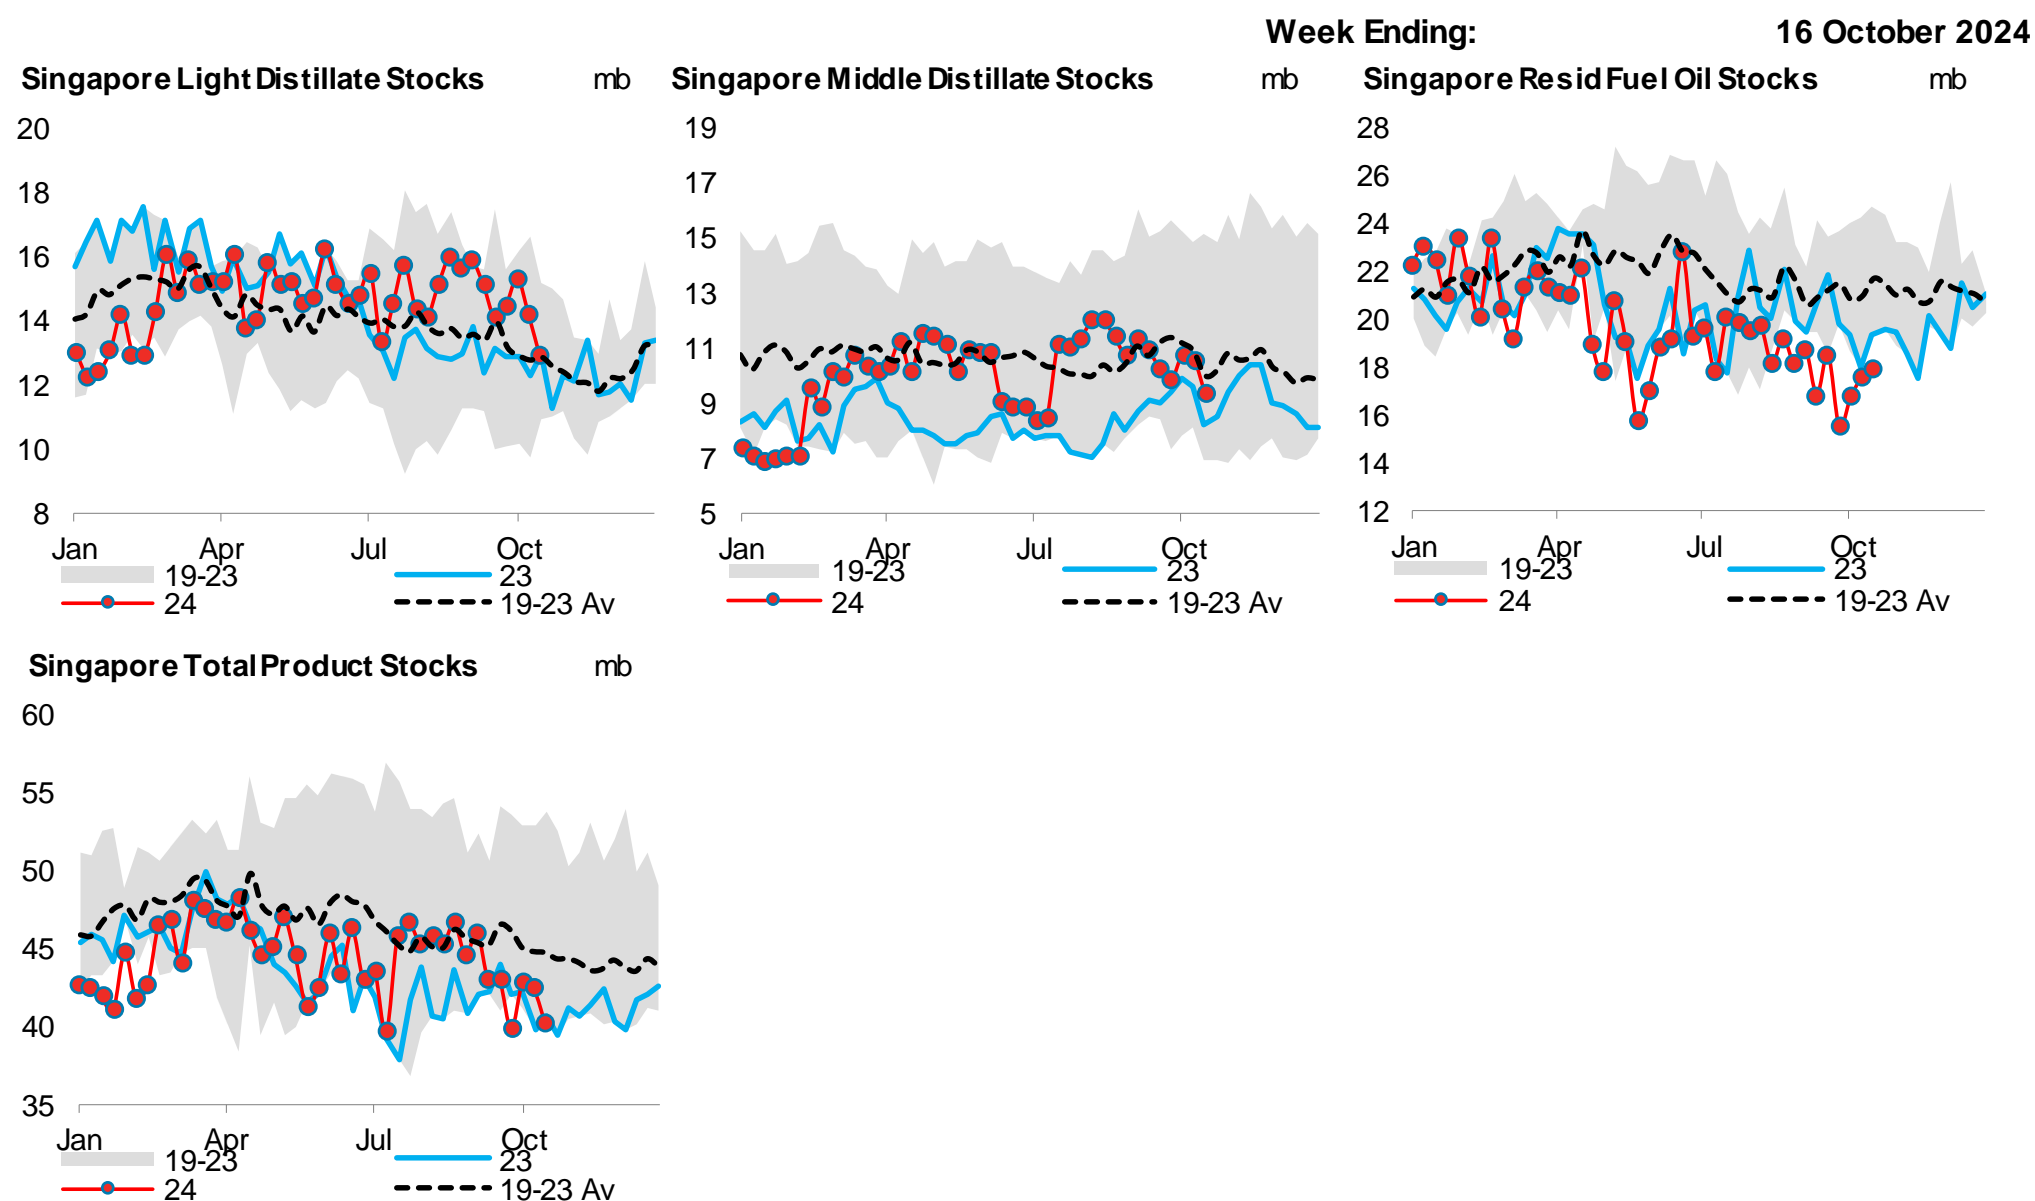 Week Ending: 16 October 2024
Singapore Light Distillate Stocks mb
20
18
16
14
12
10
8
Jan Apr Jul Oct
19-23 23
24 19-23 Av
Singapore Middle Distillate Stocks mb
19
17
15
13
11
9
7
5
Jan Apr Jul Oct
19-23 23
24 19-23 Av
Singapore Resid Fuel Oil Stocks mb
28
26
24
22
20
18
16
14
12
Jan Apr Jul Oct
19-23 23
24 19-23 Av
Singapore Total Product Stocks mb
60
55
50
45
40
35
Jan Apr Jul Oct
19-23 23
24 19-23 Av